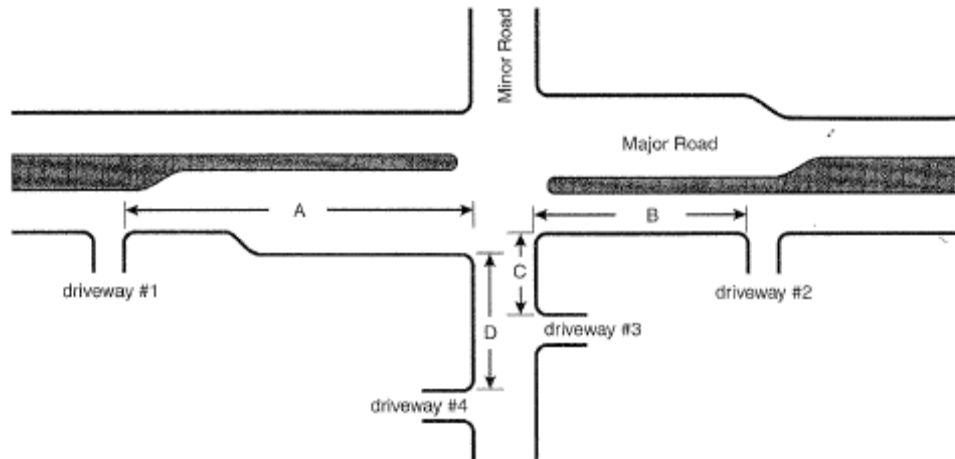 Minor Road
Major Road
A
B
C
D
driveway #1
driveway #2
driveway #3
driveway #4